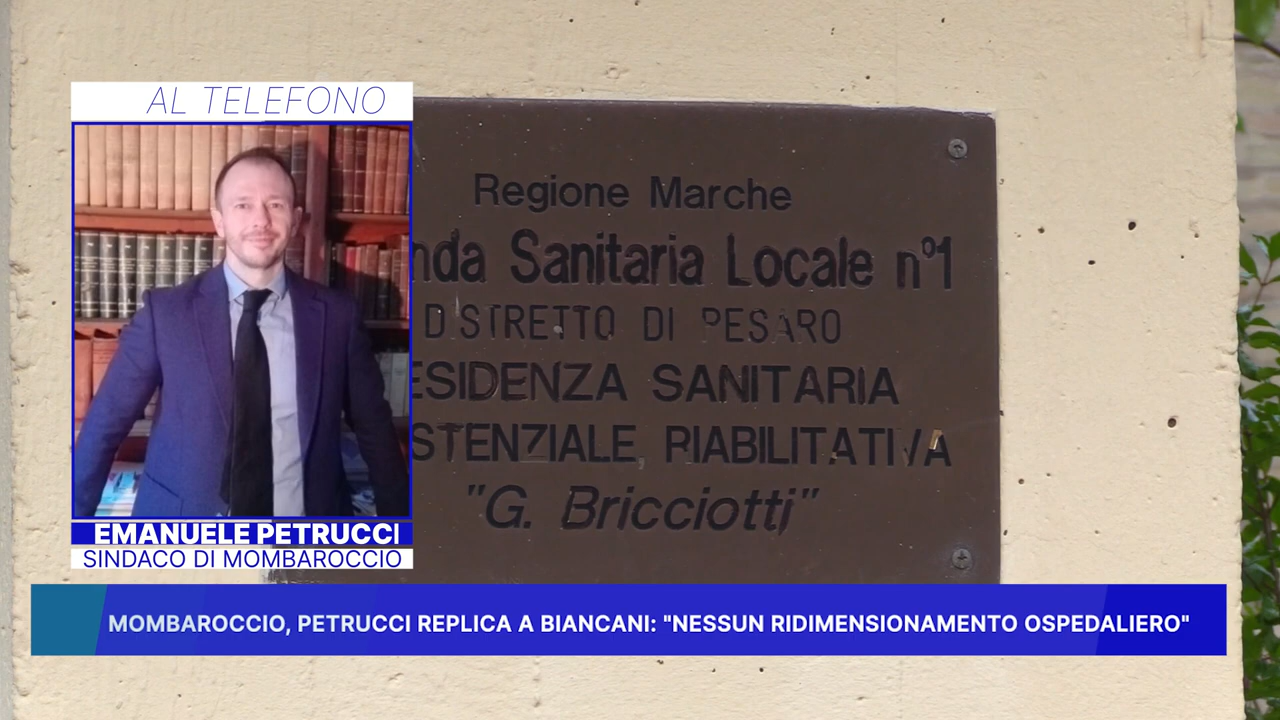 AL TELEFONO
Regione Marche
nda Sanitaria Locale n°1
DISTRETTO DI PESARO
ESIDENZA SANITARIA
STENZIALE, RIABILITATIVA
"G. Bricciotti"
EMANUELE PETRUCCI
SINDACO DI MOMBAROCCIO
MOMBAROCCIO, PETRUCCI REPLICA A BIANCANI: "NESSUN RIDIMENSIONAMENTO OSPEDALIERO"